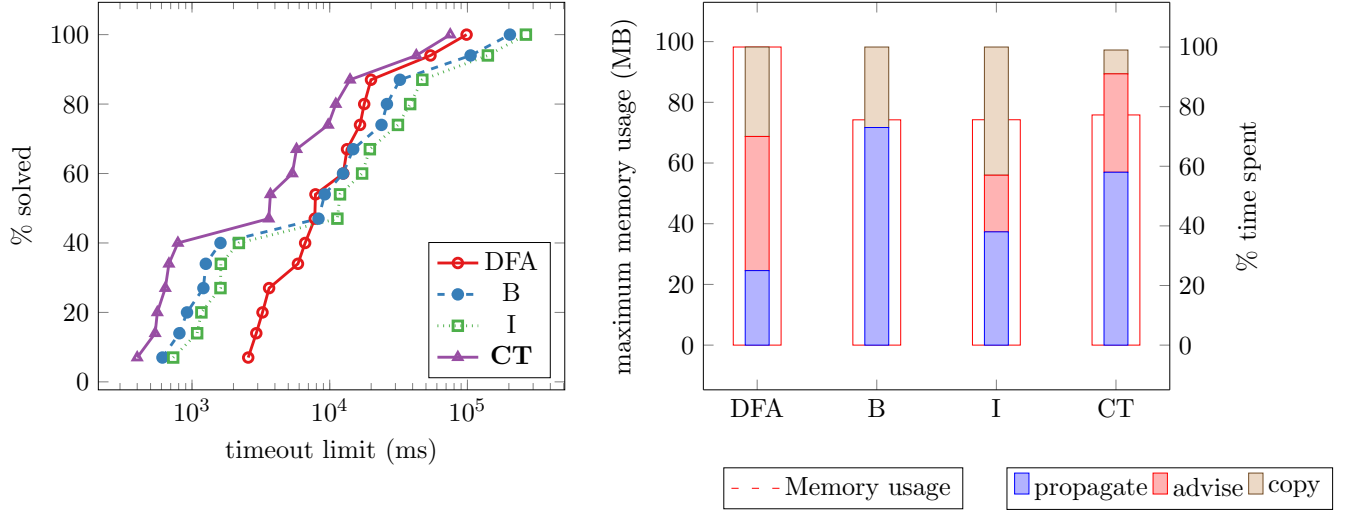 100
80
60
40
20
0
% solved
10^3
10^4
10^5
timeout limit (ms)
DFA
B
I
CT
100
80
60
40
20
0
maximum memory usage (MB)
100
80
60
40
20
0
% time spent
DFA
B
I
CT
Memory usage
propagate advise copy